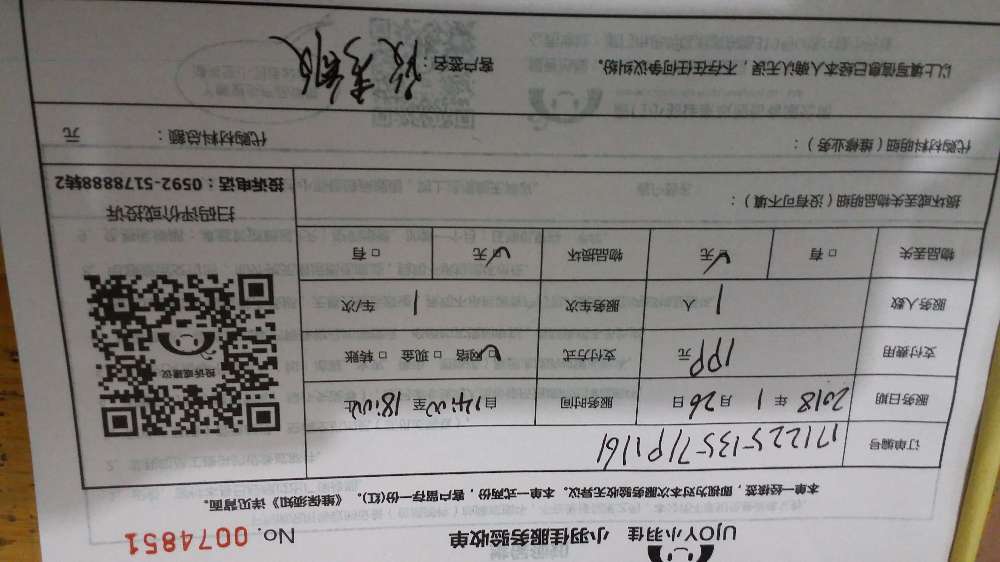 UJOY小羽佳 小羽佳服务验收单 No. 0074851
本单一经接签，即视为对本次服务验收无异议。本单一式两份，客户留存一份(红)。《维保须知》详见背面。
订单编号
服务日期 2018 年 1 月 26 日 服务时间 自 14:00 至 18:00 止
支付费用 199 元 支付方式 □ 网络 □ 现金 □ 转账
服务人数 1 人 服务车次 1 车/次
物品丢失 □ 有 □ 无 物品损坏 □ 无 □ 有
投诉或建议
扫码评价或投诉
投诉电话：0592-5178888转2
损坏或丢失物品明细（没有可不填）：
代购材料明细（维修业务）： 代购材料总额： 元
以上填写信息已经本人确认无误，不存在任何争议纠纷。 客户签名：